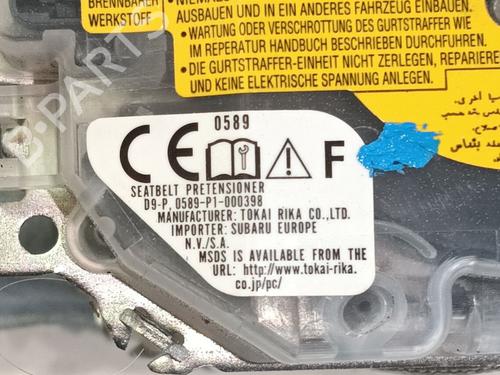 BRENNBAREN
WERKSTOFF
AUSBAUEN UND IN EIN ANDERES FAHRZEUG EINBAUEN.
•WARTUNG ODER VERSCHROTTUNG DES GURTSTRAFFER WIE
IM REPERATUR HANDBUCH BESCHRIEBEN DURCHFÜHREN.
•DIE GURTSTRAFFER-EINHEIT NICHT ZERLEGEN, REPARIERE
UND KEINE ELEKTRISCHE SPANNUNG ANLEGEN.
B-PARTS
CE 0589 F
SEATBELT PRETENSIONER
D9-P, 0589-P1-000398
MANUFACTURER: TOKAI RIKA CO.,LTD.
IMPORTER: SUBARU EUROPE
N.V./S.A.
MSDS IS AVAILABLE FROM THE
URL: http://www.tokai-rika.
co.jp/pc/